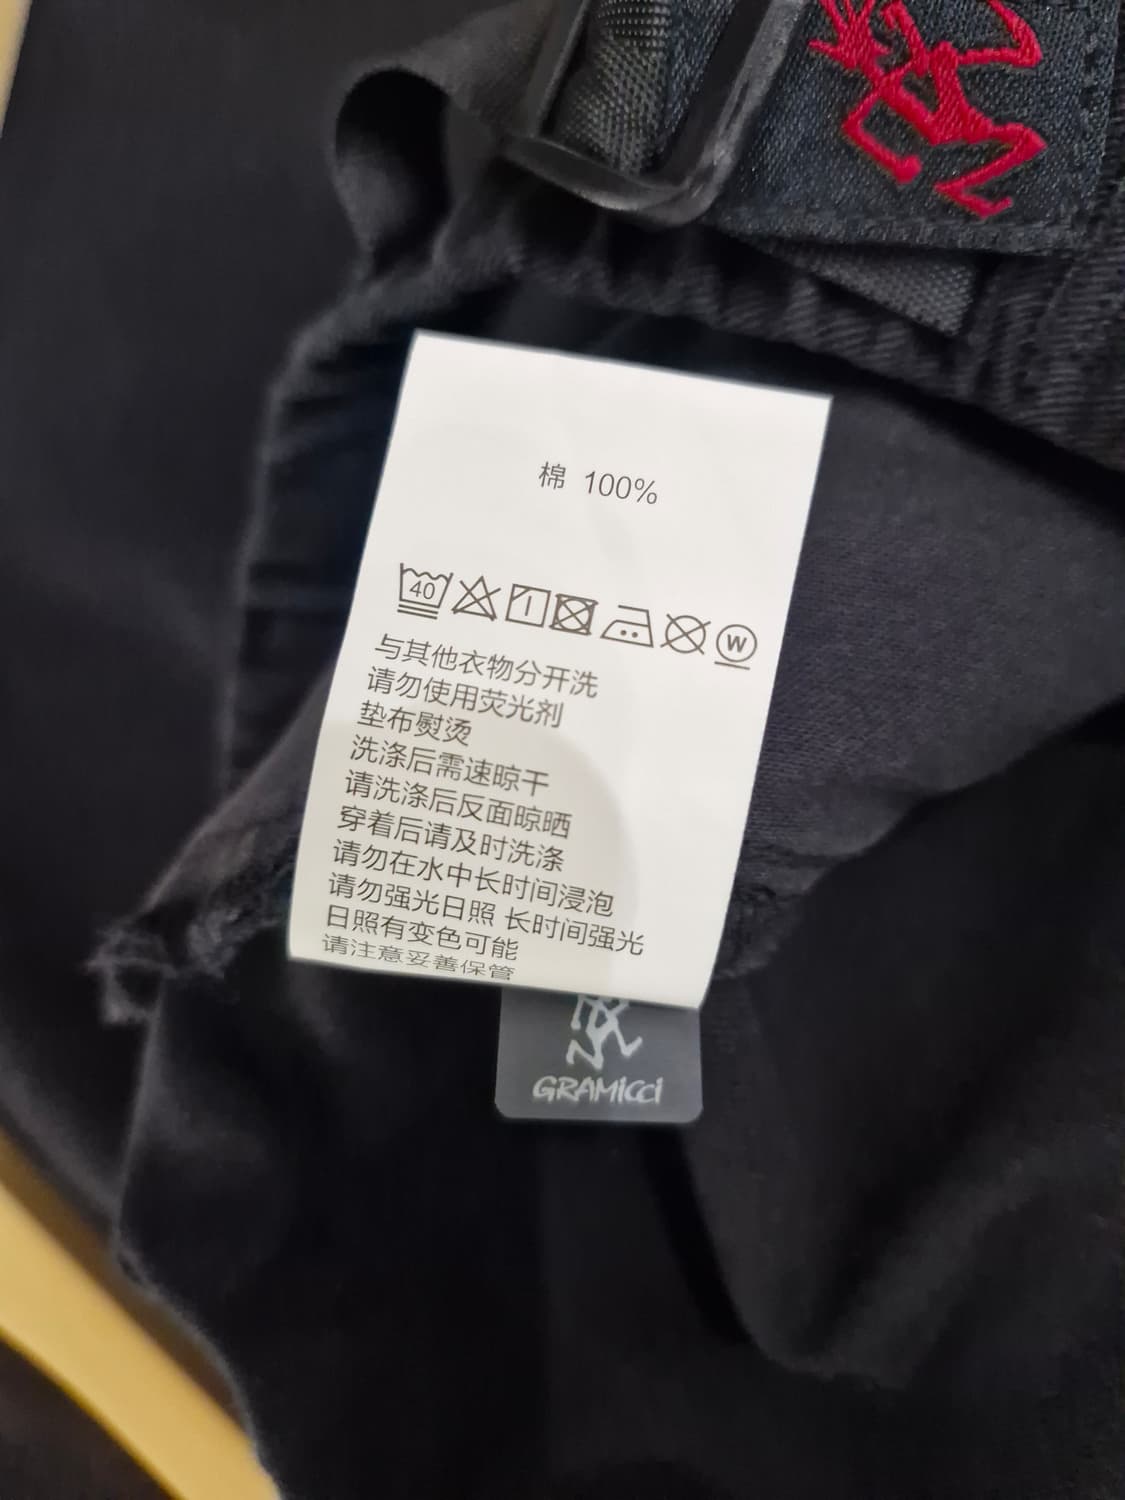 棉 100%
40
W
与其他衣物分开洗
请勿使用荧光剂
垫布熨烫
洗涤后需速晾干
请洗涤后反面晾晒
穿着后请及时洗涤
请勿在水中长时间浸泡
请勿强光日照 长时间强光
日照有变色可能
请注意妥善保管
GRAMiCCi